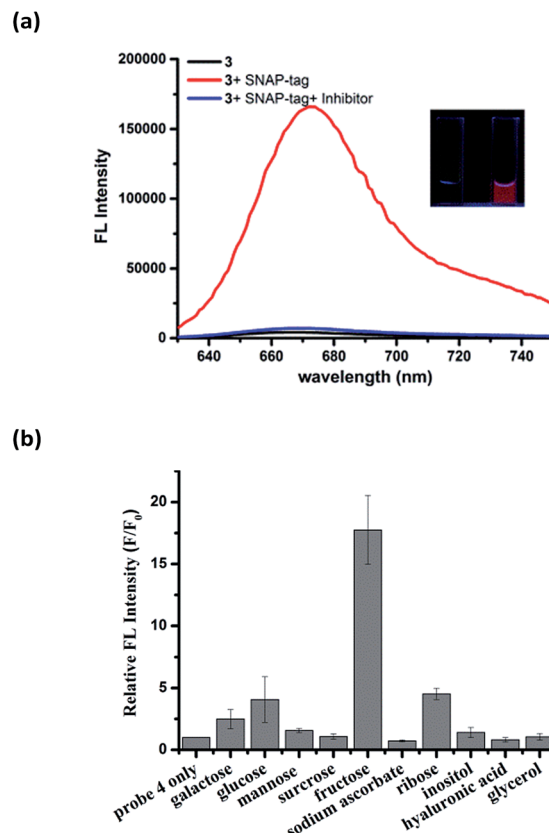 (a)
3
3+ SNAP-tag
3+ SNAP-tag+ Inhibitor
200000
150000
100000
50000
0
FL Intensity
640 660 680 700 720 740
wavelength (nm)
(b)
20
15
10
5
0
Relative FL Intensity (F/F₀)
probe 4 only
galactose
glucose
mannose
surcrose
fructose
sodium ascorbate
ribose
inositol
hyaluronic acid
glycerol